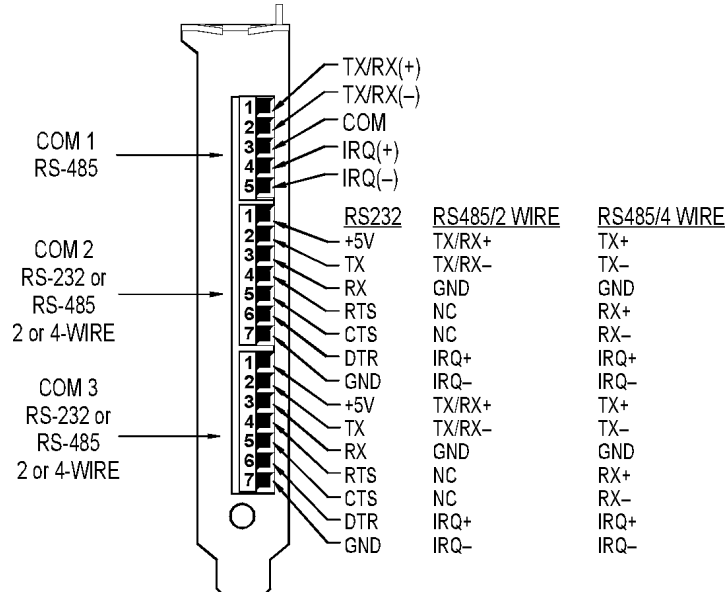 TX/RX(+)
TX/RX(–)
COM
IRQ(+)
IRQ(–)
COM 1
RS-485
1
2
3
4
5
RS232 RS485/2 WIRE RS485/4 WIRE
+5V TX/RX+ TX+
TX TX/RX– TX–
RX GND GND
RTS NC RX+
CTS NC RX–
DTR IRQ+ IRQ+
GND IRQ– IRQ–
COM 2
RS-232 or
RS-485
2 or 4-WIRE
1
2
3
4
5
6
7
+5V TX/RX+ TX+
TX TX/RX– TX–
RX GND GND
RTS NC RX+
CTS NC RX–
DTR IRQ+ IRQ+
GND IRQ– IRQ–
COM 3
RS-232 or
RS-485
2 or 4-WIRE
1
2
3
4
5
6
7